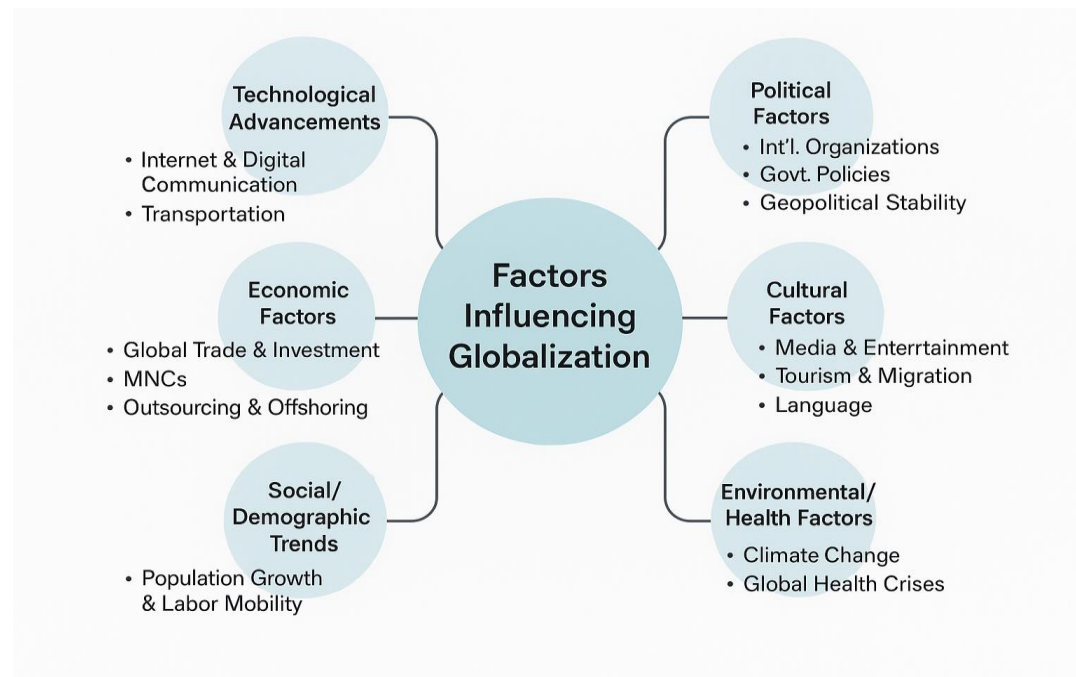 Technological
Advancements
• Internet & Digital
Communication
• Transportation
Economic
Factors
• Global Trade & Investment
• MNCs
• Outsourcing & Offshoring
Social/
Demographic
Trends
• Population Growth
& Labor Mobility
Factors
Influencing
Globalization
Political
Factors
• Int'l. Organizations
• Govt. Policies
• Geopolitical Stability
Cultural
Factors
• Media & Enterrtainment
• Tourism & Migration
• Language
Environmental/
Health Factors
• Climate Change
• Global Health Crises